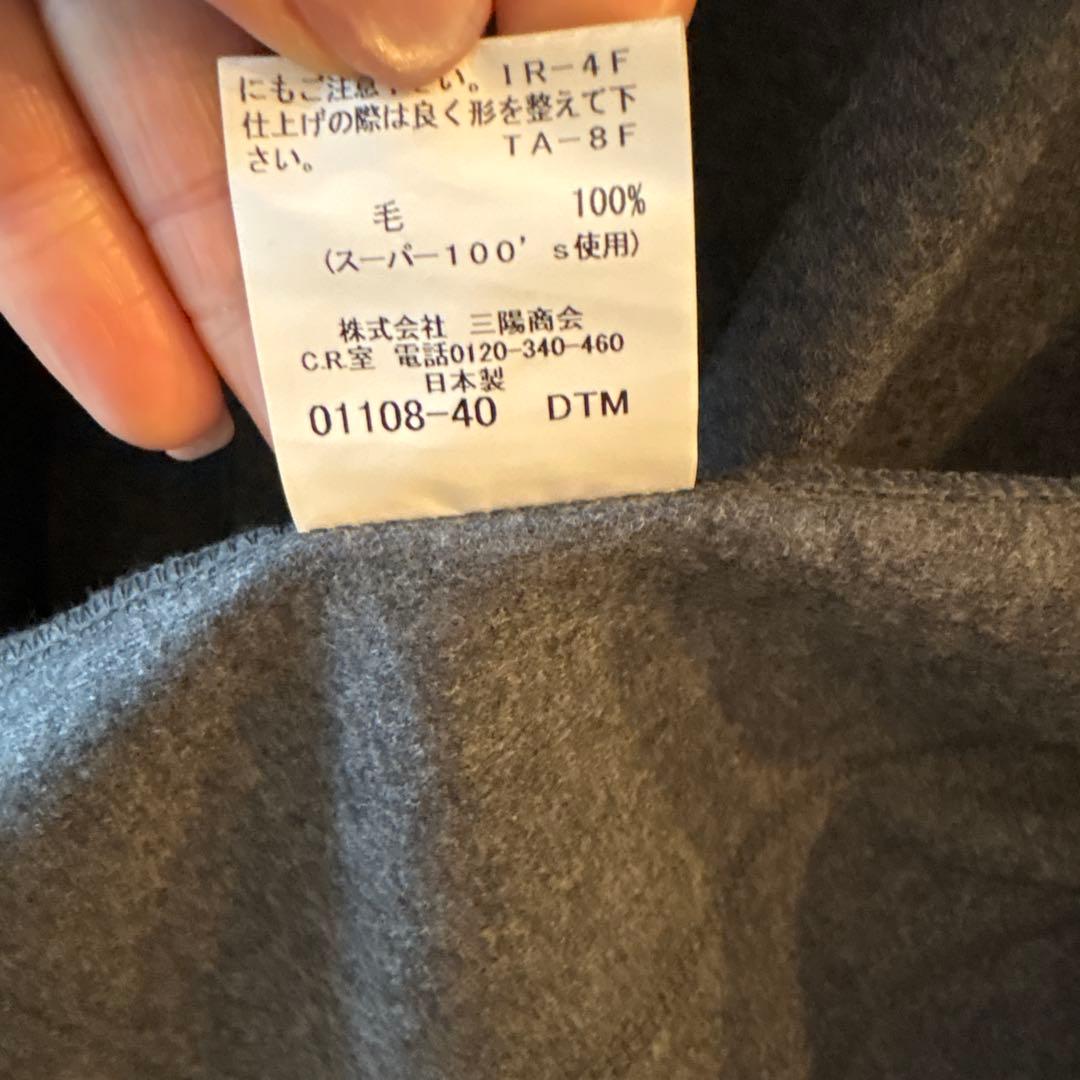 にもご注意 い。 IR-4F
仕上げの際は良く形を整えて下
さい。 TA-8F
毛 100%
(スーパー100's使用)
株式会社 三陽商会
C.R.室 電話0120-340-460
日本製
01108-40 DTM